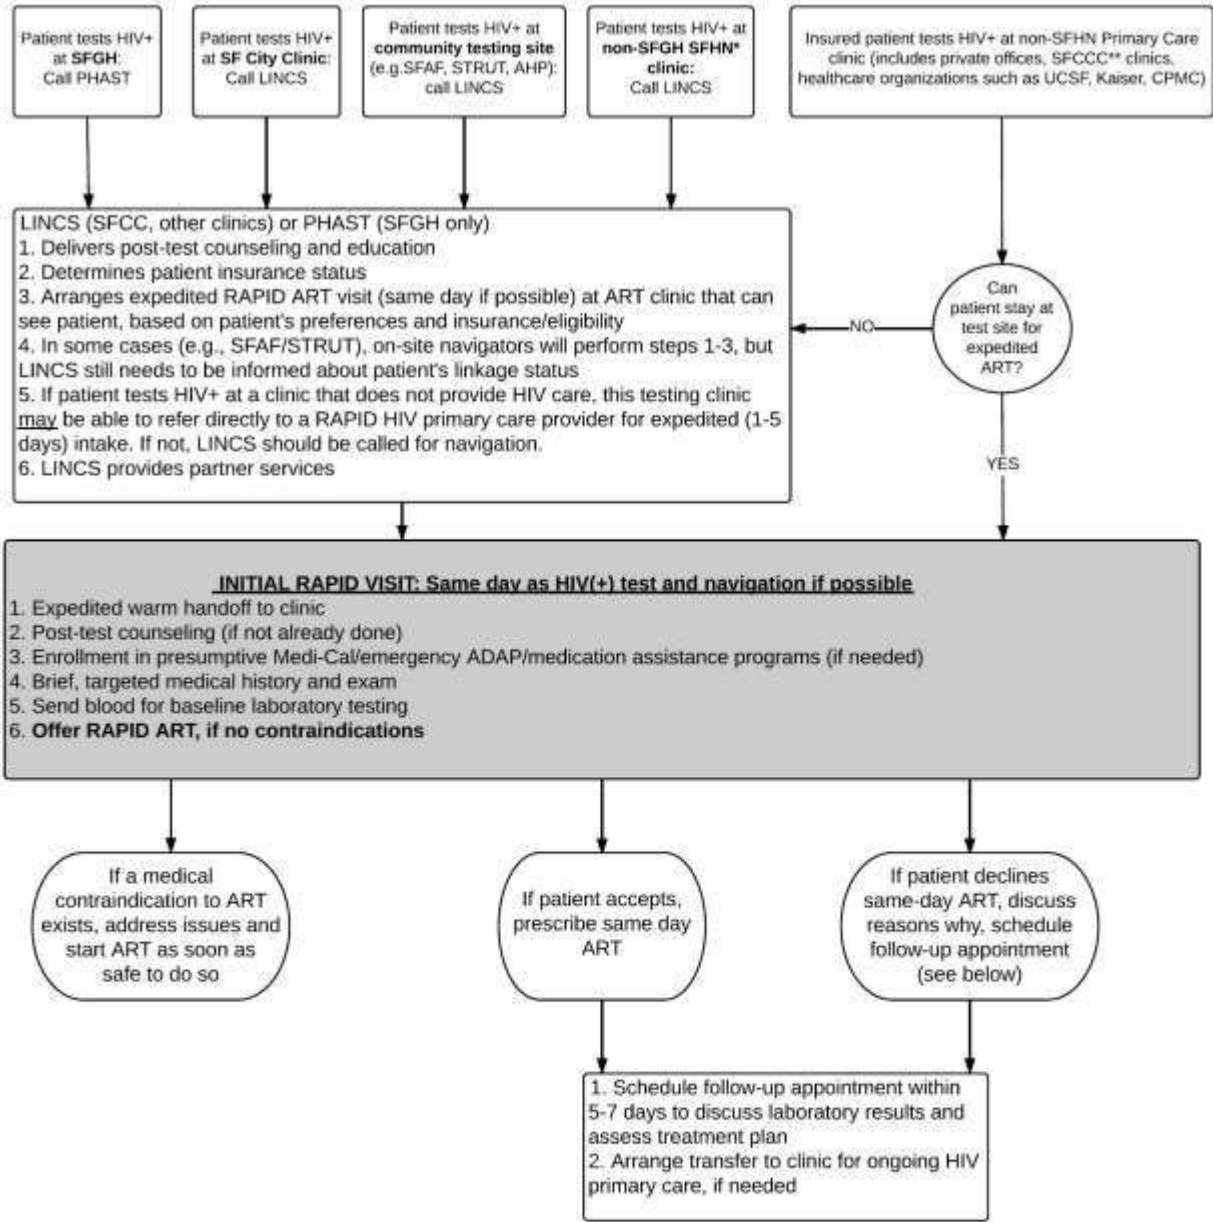 Patient tests HIV+
at SFGH:
Call PHAST
Patient tests HIV+
at SF City Clinic:
Call LINCS
Patient tests HIV+ at
community testing site
(e.g.SFAF, STRUT, AHP):
call LINCS
Patient tests HIV+ at
non-SFGH SFHN*
clinic:
Call LINCS
Insured patient tests HIV+ at non-SFHN Primary Care
clinic (includes private offices, SFCCC** clinics,
healthcare organizations such as UCSF, Kaiser, CPMC)
LINCS (SFCC, other clinics) or PHAST (SFGH only)
1. Delivers post-test counseling and education
2. Determines patient insurance status
3. Arranges expedited RAPID ART visit (same day if possible) at ART clinic that can
see patient, based on patient's preferences and insurance/eligibility
4. In some cases (e.g., SFAF/STRUT), on-site navigators will perform steps 1-3, but
LINCS still needs to be informed about patient's linkage status
5. If patient tests HIV+ at a clinic that does not provide HIV care, this testing clinic
may be able to refer directly to a RAPID HIV primary care provider for expedited (1-5
days) intake. If not, LINCS should be called for navigation.
6. LINCS provides partner services
Can
patient stay at
test site for
expedited
ART?
NO
YES
INITIAL RAPID VISIT: Same day as HIV(+) test and navigation if possible
1. Expedited warm handoff to clinic
2. Post-test counseling (if not already done)
3. Enrollment in presumptive Medi-Cal/emergency ADAP/medication assistance programs (if needed)
4. Brief, targeted medical history and exam
5. Send blood for baseline laboratory testing
6. Offer RAPID ART, if no contraindications
If a medical
contraindication to ART
exists, address issues and
start ART as soon as
safe to do so
If patient accepts,
prescribe same day
ART
If patient declines
same-day ART, discuss
reasons why, schedule
follow-up appointment
(see below)
1. Schedule follow-up appointment within
5-7 days to discuss laboratory results and
assess treatment plan
2. Arrange transfer to clinic for ongoing HIV
primary care, if needed